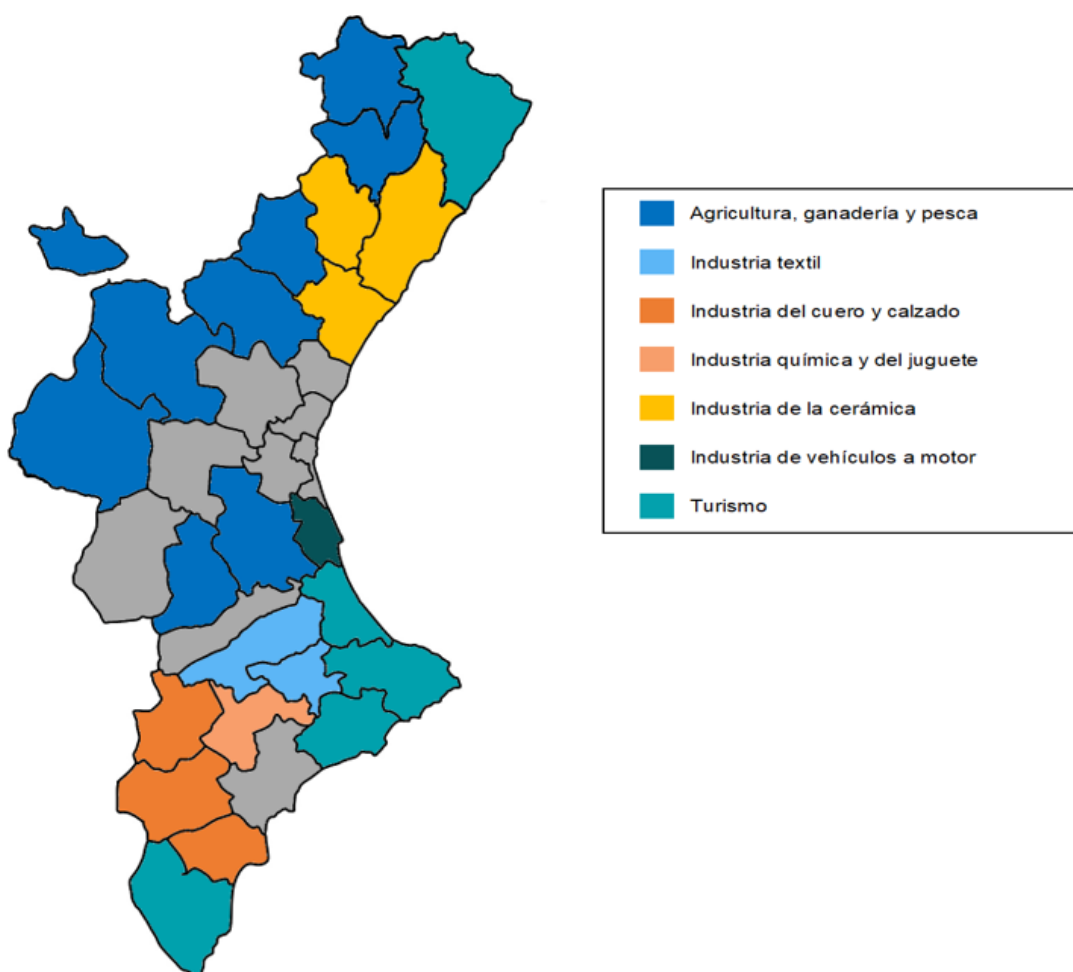 Agricultura, ganadería y pesca
Industria textil
Industria del cuero y calzado
Industria química y del juguete
Industria de la cerámica
Industria de vehículos a motor
Turismo